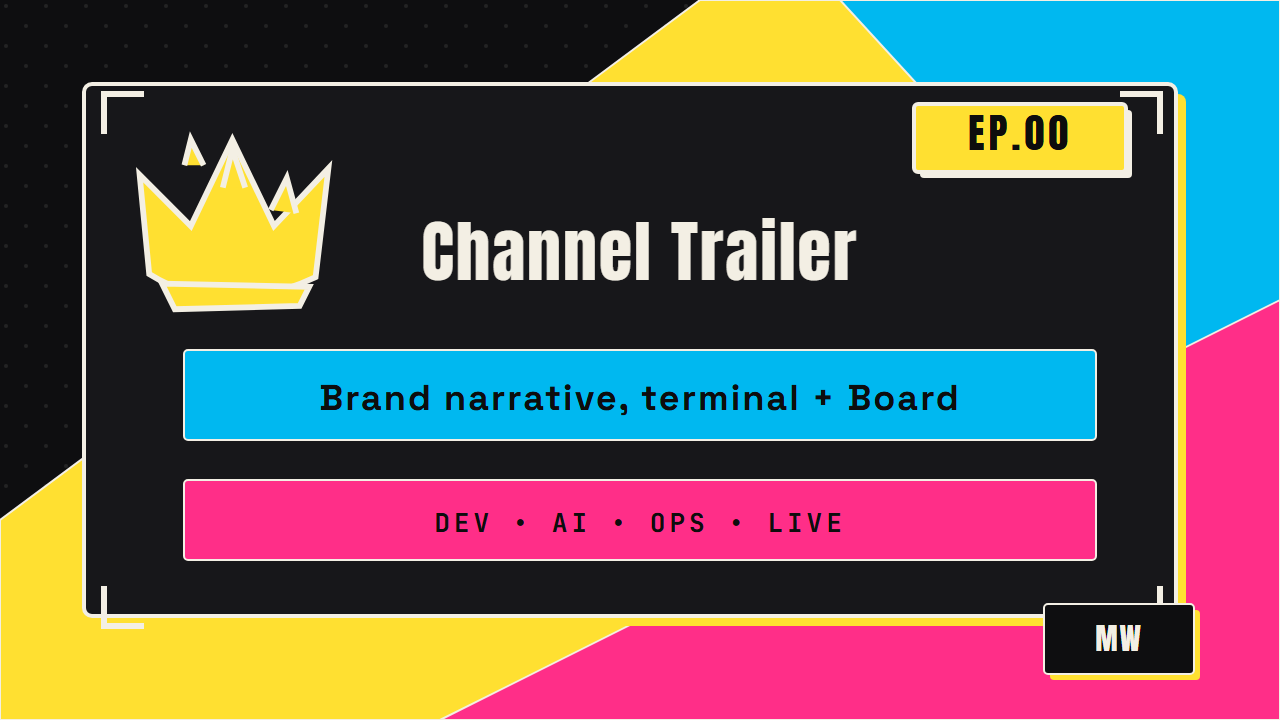 EP.00
Channel Trailer
Brand narrative, terminal + Board
DEV • AI • OPS • LIVE
MW